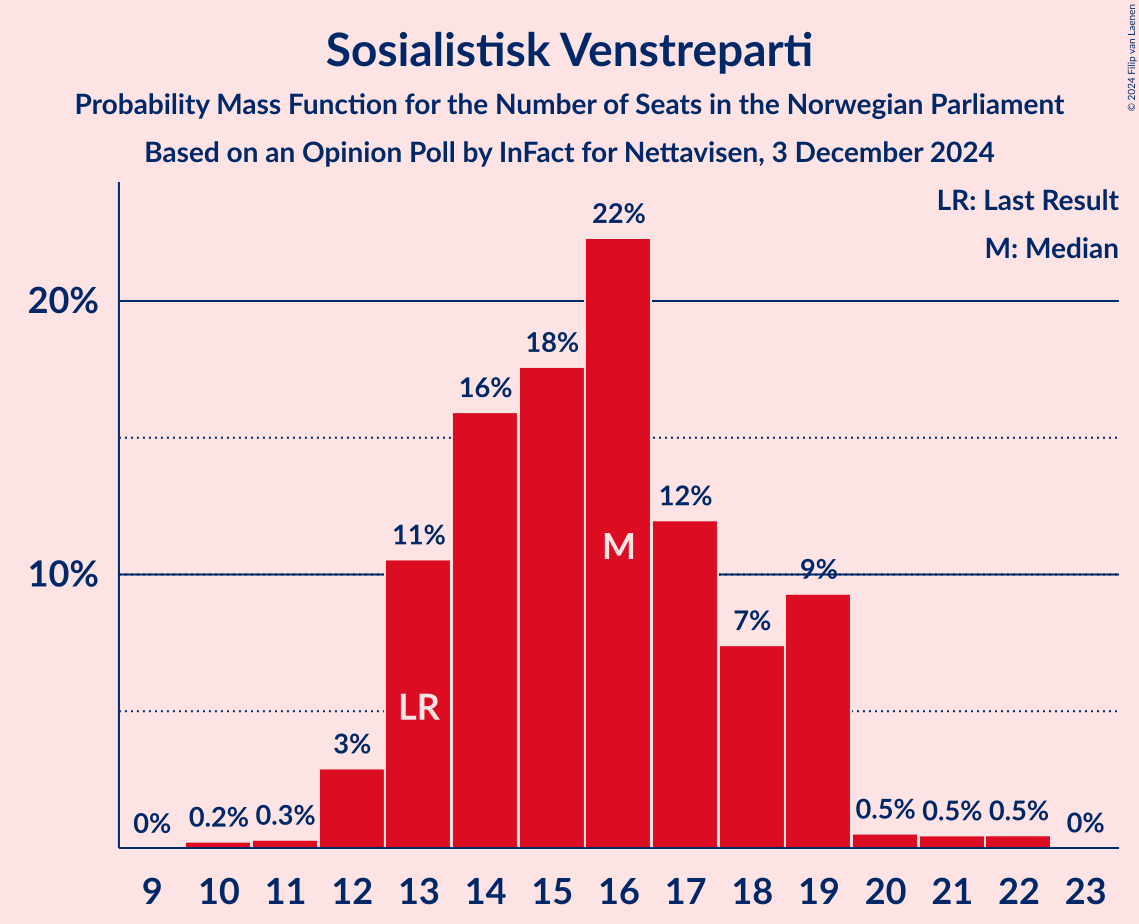 Sosialistisk Venstreparti
Probability Mass Function for the Number of Seats in the Norwegian Parliament
Based on an Opinion Poll by InFact for Nettavisen, 3 December 2024
© 2024 Filip van Laenen
LR: Last Result
M: Median
20%
10%
0%
0.2%
0.3%
3%
11%
16%
18%
22%
12%
7%
9%
0.5%
0.5%
0.5%
0%
LR
M
9 10 11 12 13 14 15 16 17 18 19 20 21 22 23